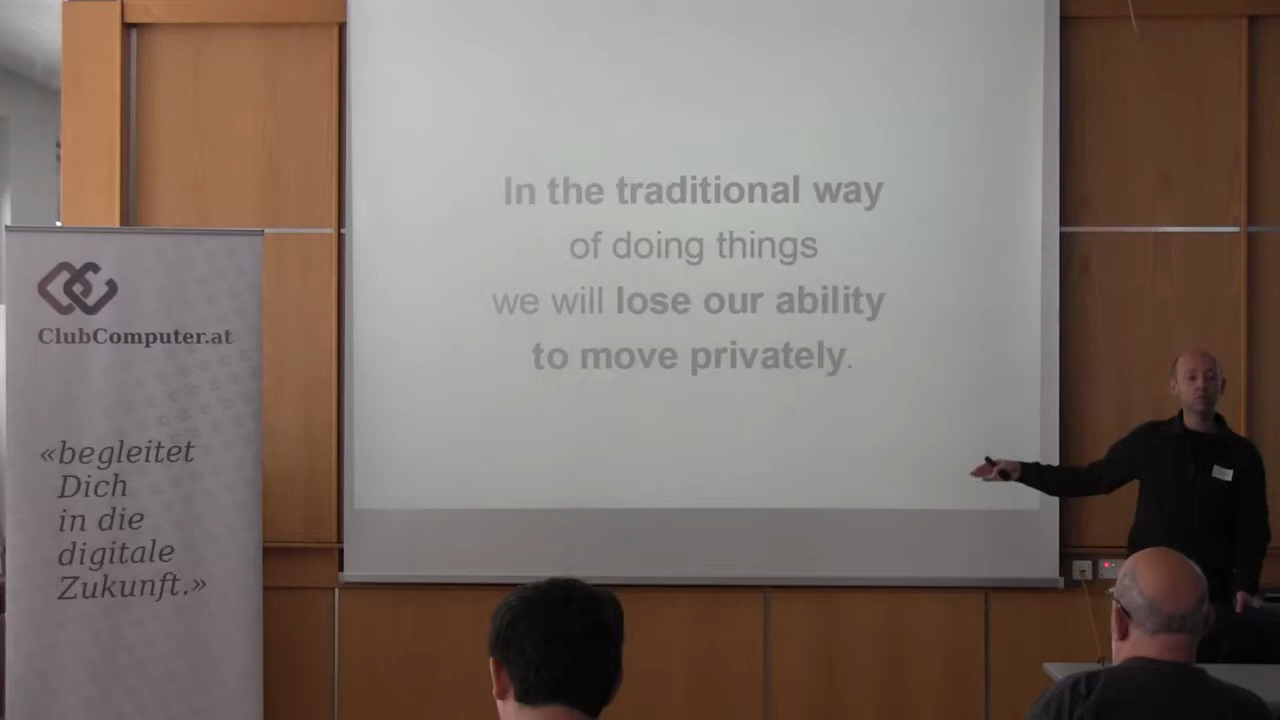 In the traditional way
of doing things
we will lose our ability
to move privately.
ClubComputer.at
«begleitet
Dich
in die
digitale
Zukunft.»